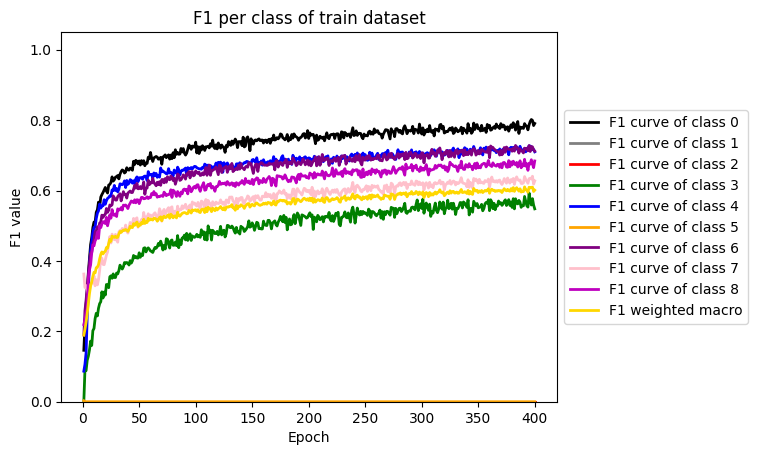 F1 per class of train dataset
F1 value
1.0
0.8
0.6
0.4
0.2
0.0
0 50 100 150 200 250 300 350 400
Epoch
F1 curve of class 0
F1 curve of class 1
F1 curve of class 2
F1 curve of class 3
F1 curve of class 4
F1 curve of class 5
F1 curve of class 6
F1 curve of class 7
F1 curve of class 8
F1 weighted macro